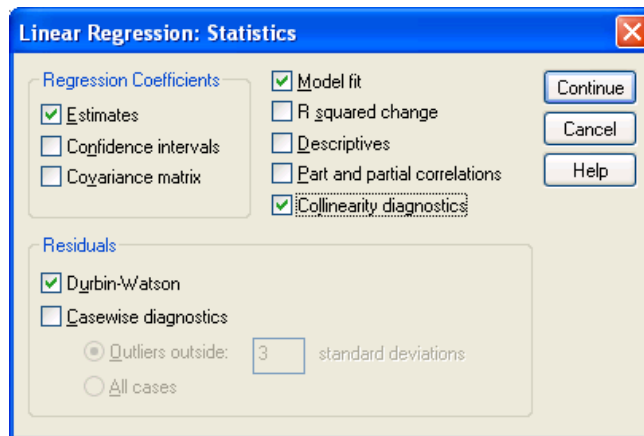 Linear Regression: Statistics
Regression Coefficients
Estimates
Confidence intervals
Covariance matrix
Model fit
R squared change
Descriptives
Part and partial correlations
Collinearity diagnostics
Continue
Cancel
Help
Residuals
Durbin-Watson
Casewise diagnostics
Outliers outside: 3 standard deviations
All cases